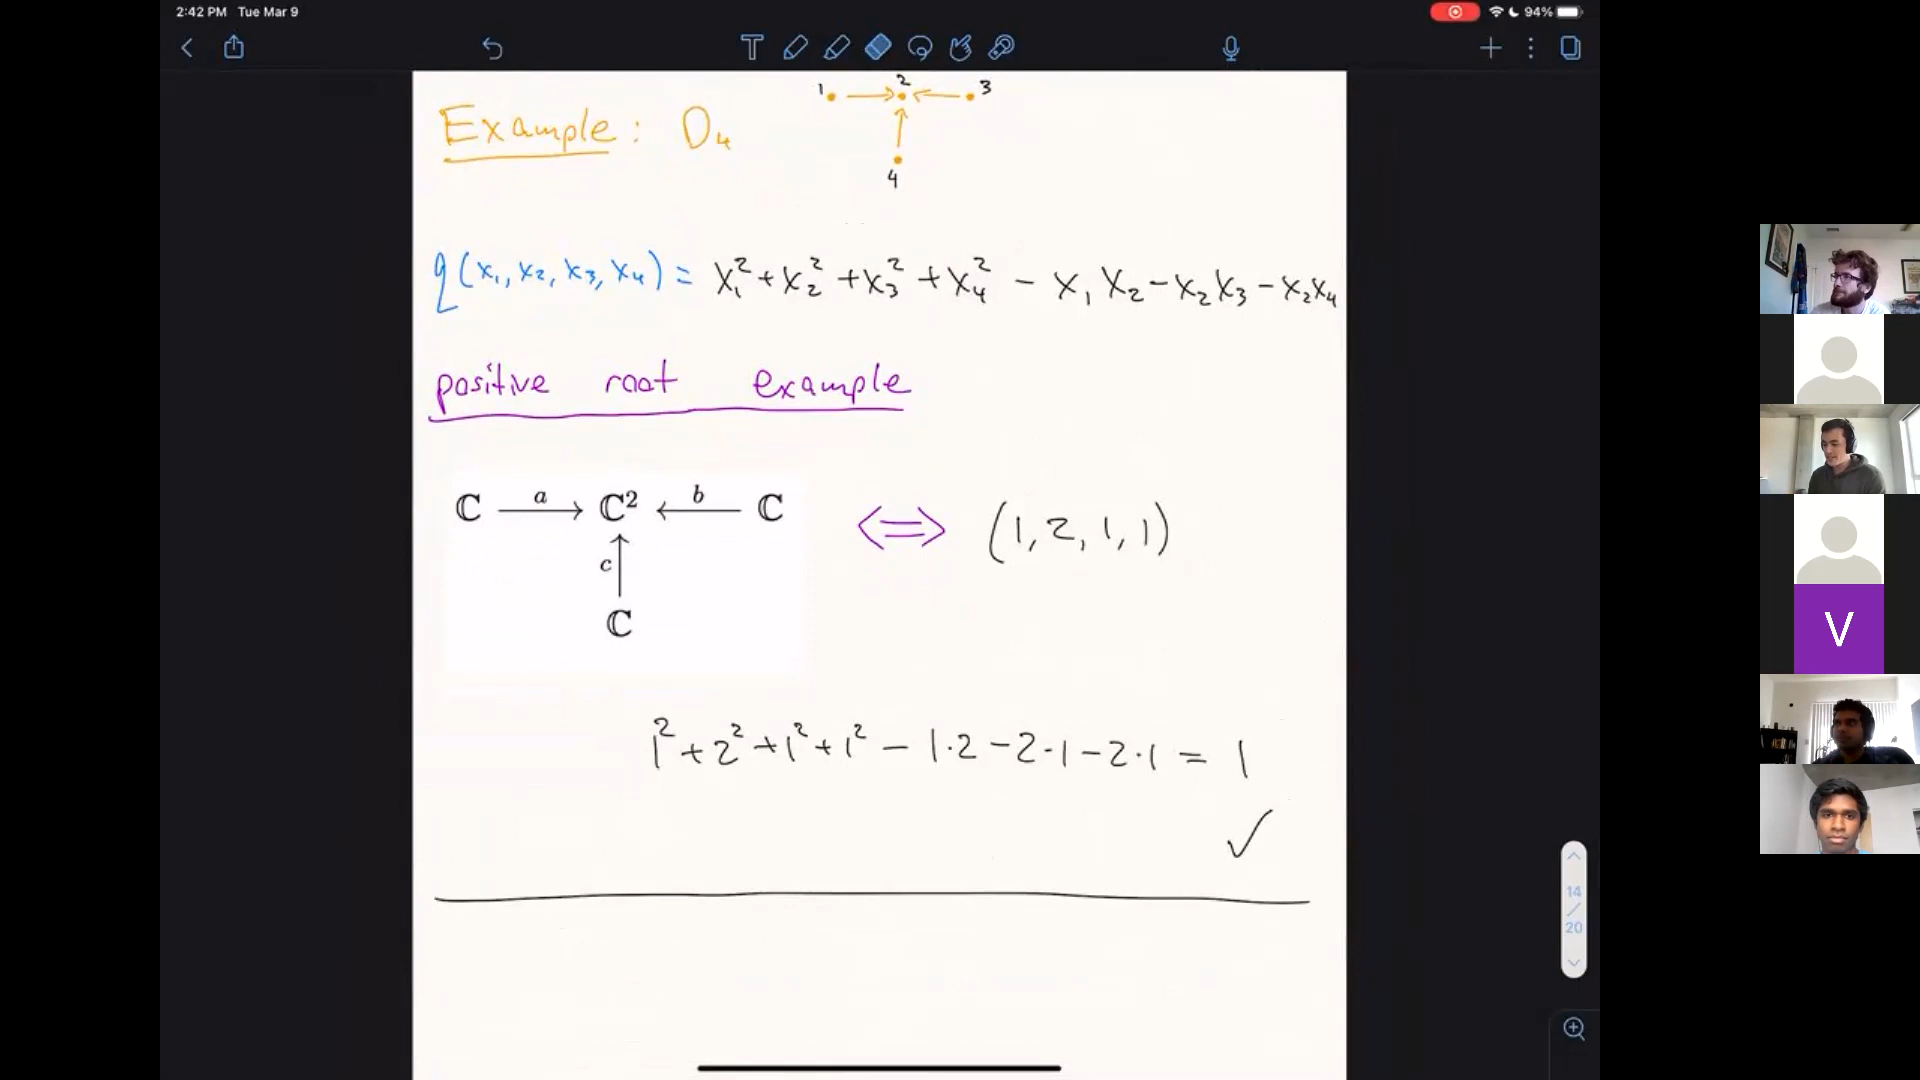 2:42 PM Tue Mar 9
94%
1 2 3
Example: D₄
4
q(x₁, x₂, x₃, x₄) = x₁² + x₂² + x₃² + x₄² − x₁x₂ − x₂x₃ − x₂x₄
positive root example
ℂ a ℂ² b ℂ ⟺ (1, 2, 1, 1)
c
ℂ
1² + 2² + 1² + 1² − 1·2 − 2·1 − 2·1 = 1
✓
14
/
20
V